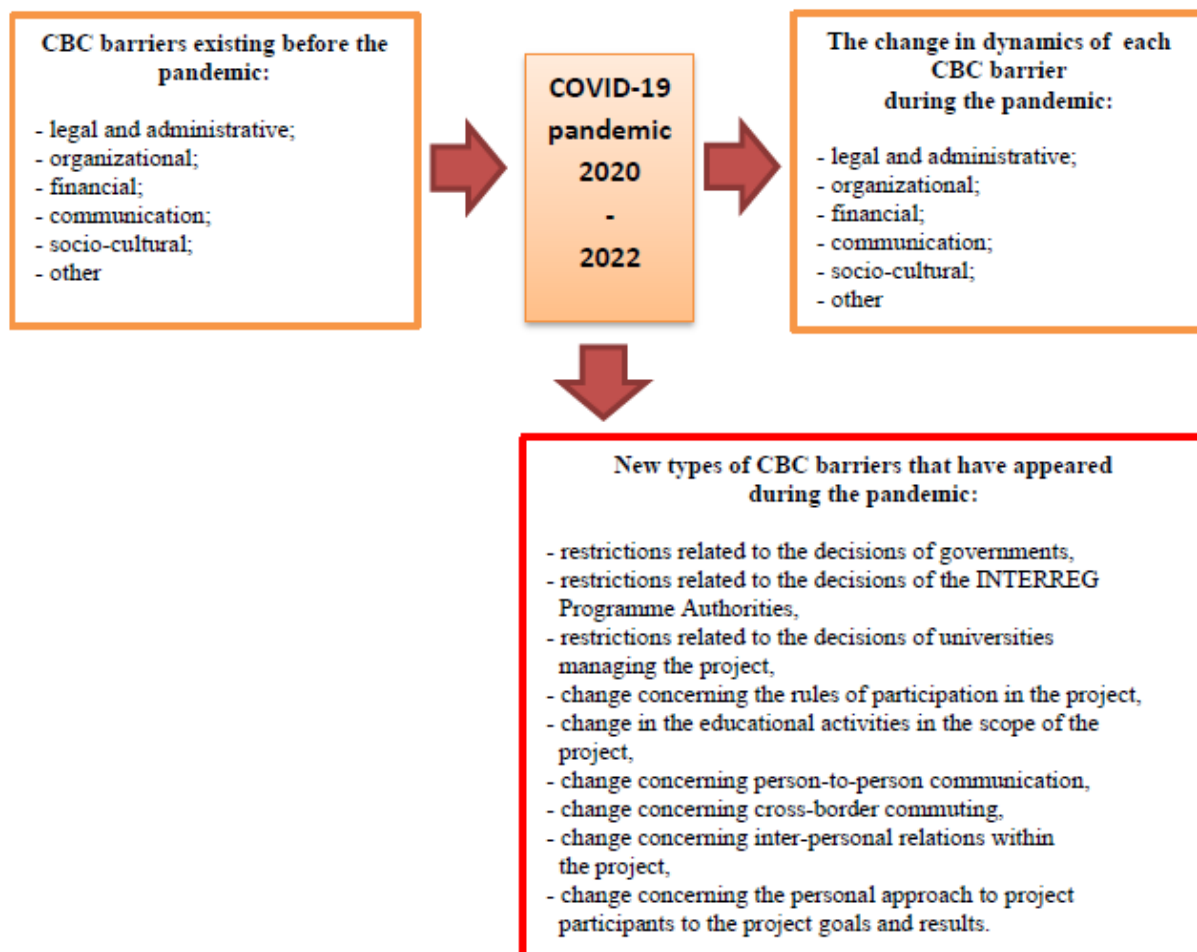 CBC barriers existing before the
pandemic:
- legal and administrative;
- organizational;
- financial;
- communication;
- socio-cultural;
- other
COVID-19
pandemic
2020
-
2022
The change in dynamics of each
CBC barrier
during the pandemic:
- legal and administrative;
- organizational;
- financial;
- communication;
- socio-cultural;
- other
New types of CBC barriers that have appeared
during the pandemic:
- restrictions related to the decisions of governments,
- restrictions related to the decisions of the INTERREG
Programme Authorities,
- restrictions related to the decisions of universities
managing the project,
- change concerning the rules of participation in the project,
- change in the educational activities in the scope of the
project,
- change concerning person-to-person communication,
- change concerning cross-border commuting,
- change concerning inter-personal relations within
the project,
- change concerning the personal approach to project
participants to the project goals and results.